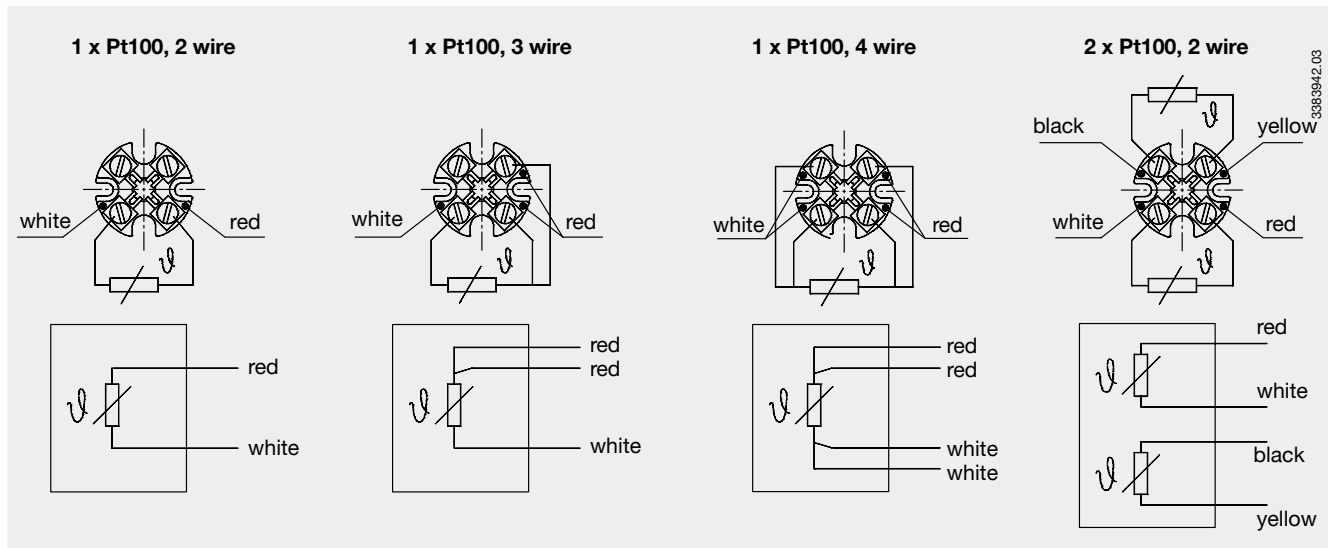 1 x Pt100, 2 wire
1 x Pt100, 3 wire
1 x Pt100, 4 wire
2 x Pt100, 2 wire
3383942.03
white
red
white
red
white
red
black
yellow
white
red
ϑ
ϑ
ϑ
ϑ
ϑ
red
white
ϑ
red
red
white
ϑ
red
red
white
white
ϑ
red
white
black
yellow
ϑ
ϑ